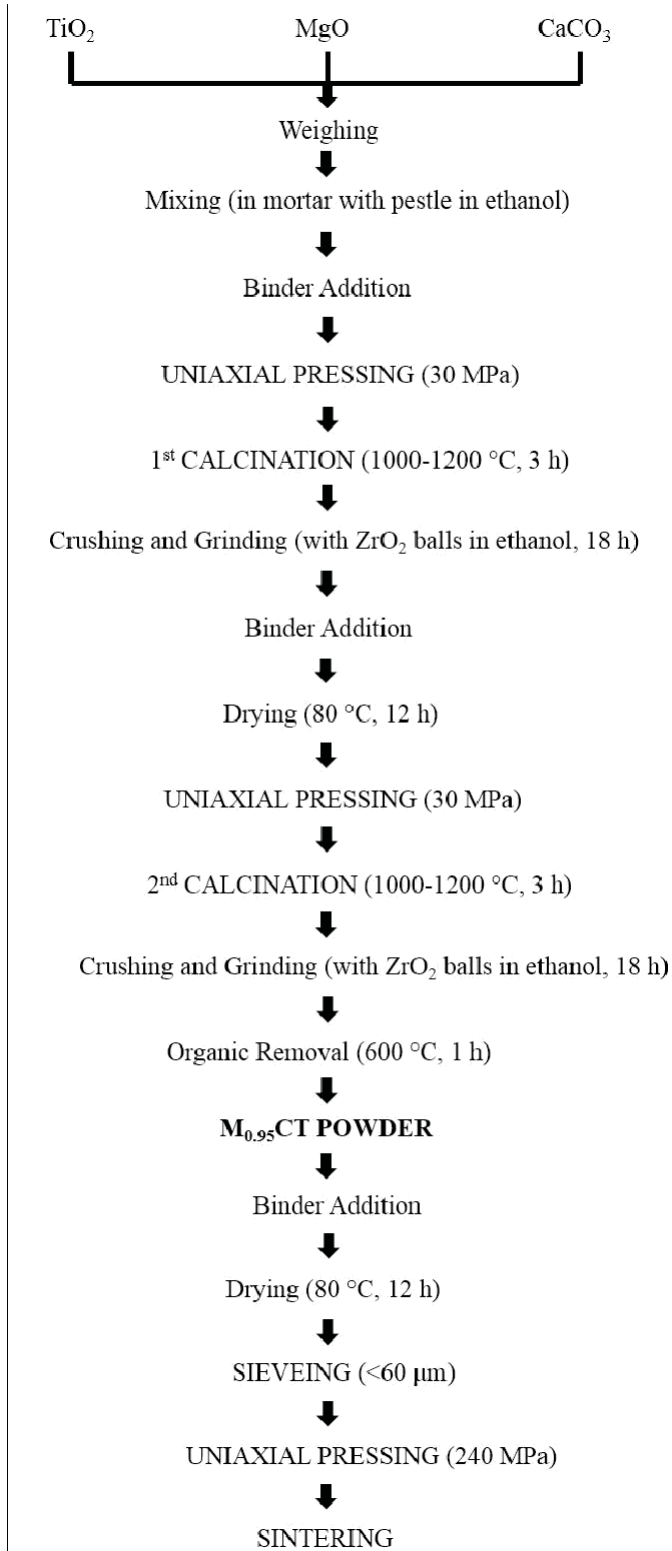 TiO₂ MgO CaCO₃
Weighing
Mixing (in mortar with pestle in ethanol)
Binder Addition
UNIAXIAL PRESSING (30 MPa)
1ˢᵗ CALCINATION (1000-1200 °C, 3 h)
Crushing and Grinding (with ZrO₂ balls in ethanol, 18 h)
Binder Addition
Drying (80 °C, 12 h)
UNIAXIAL PRESSING (30 MPa)
2ⁿᵈ CALCINATION (1000-1200 °C, 3 h)
Crushing and Grinding (with ZrO₂ balls in ethanol, 18 h)
Organic Removal (600 °C, 1 h)
M₀.₉₅CT POWDER
Binder Addition
Drying (80 °C, 12 h)
SIEVEING (<60 μm)
UNIAXIAL PRESSING (240 MPa)
SINTERING